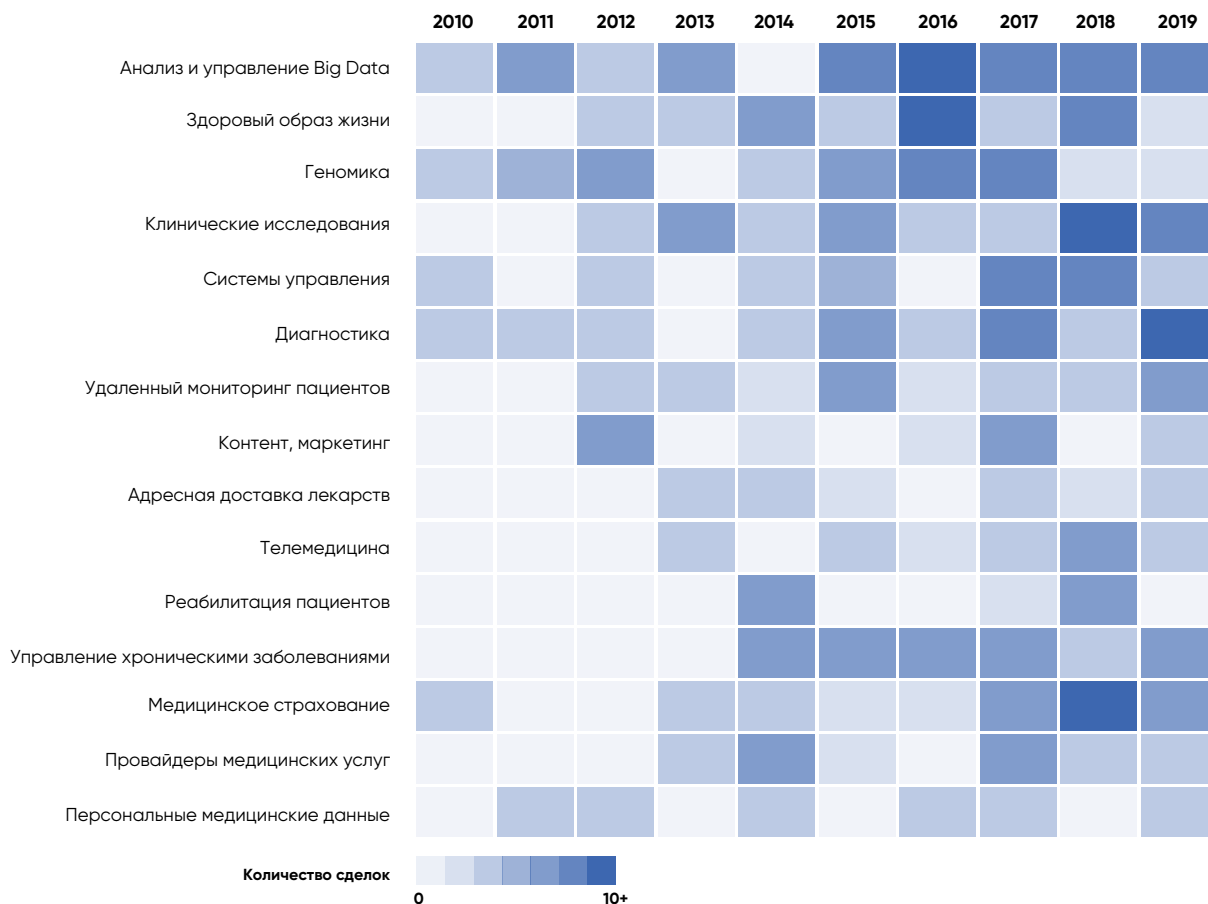 2010 2011 2012 2013 2014 2015 2016 2017 2018 2019
Анализ и управление Big Data
Здоровый образ жизни
Геномика
Клинические исследования
Системы управления
Диагностика
Удаленный мониторинг пациентов
Контент, маркетинг
Адресная доставка лекарств
Телемедицина
Реабилитация пациентов
Управление хроническими заболеваниями
Медицинское страхование
Провайдеры медицинских услуг
Персональные медицинские данные
Количество сделок
0 10+